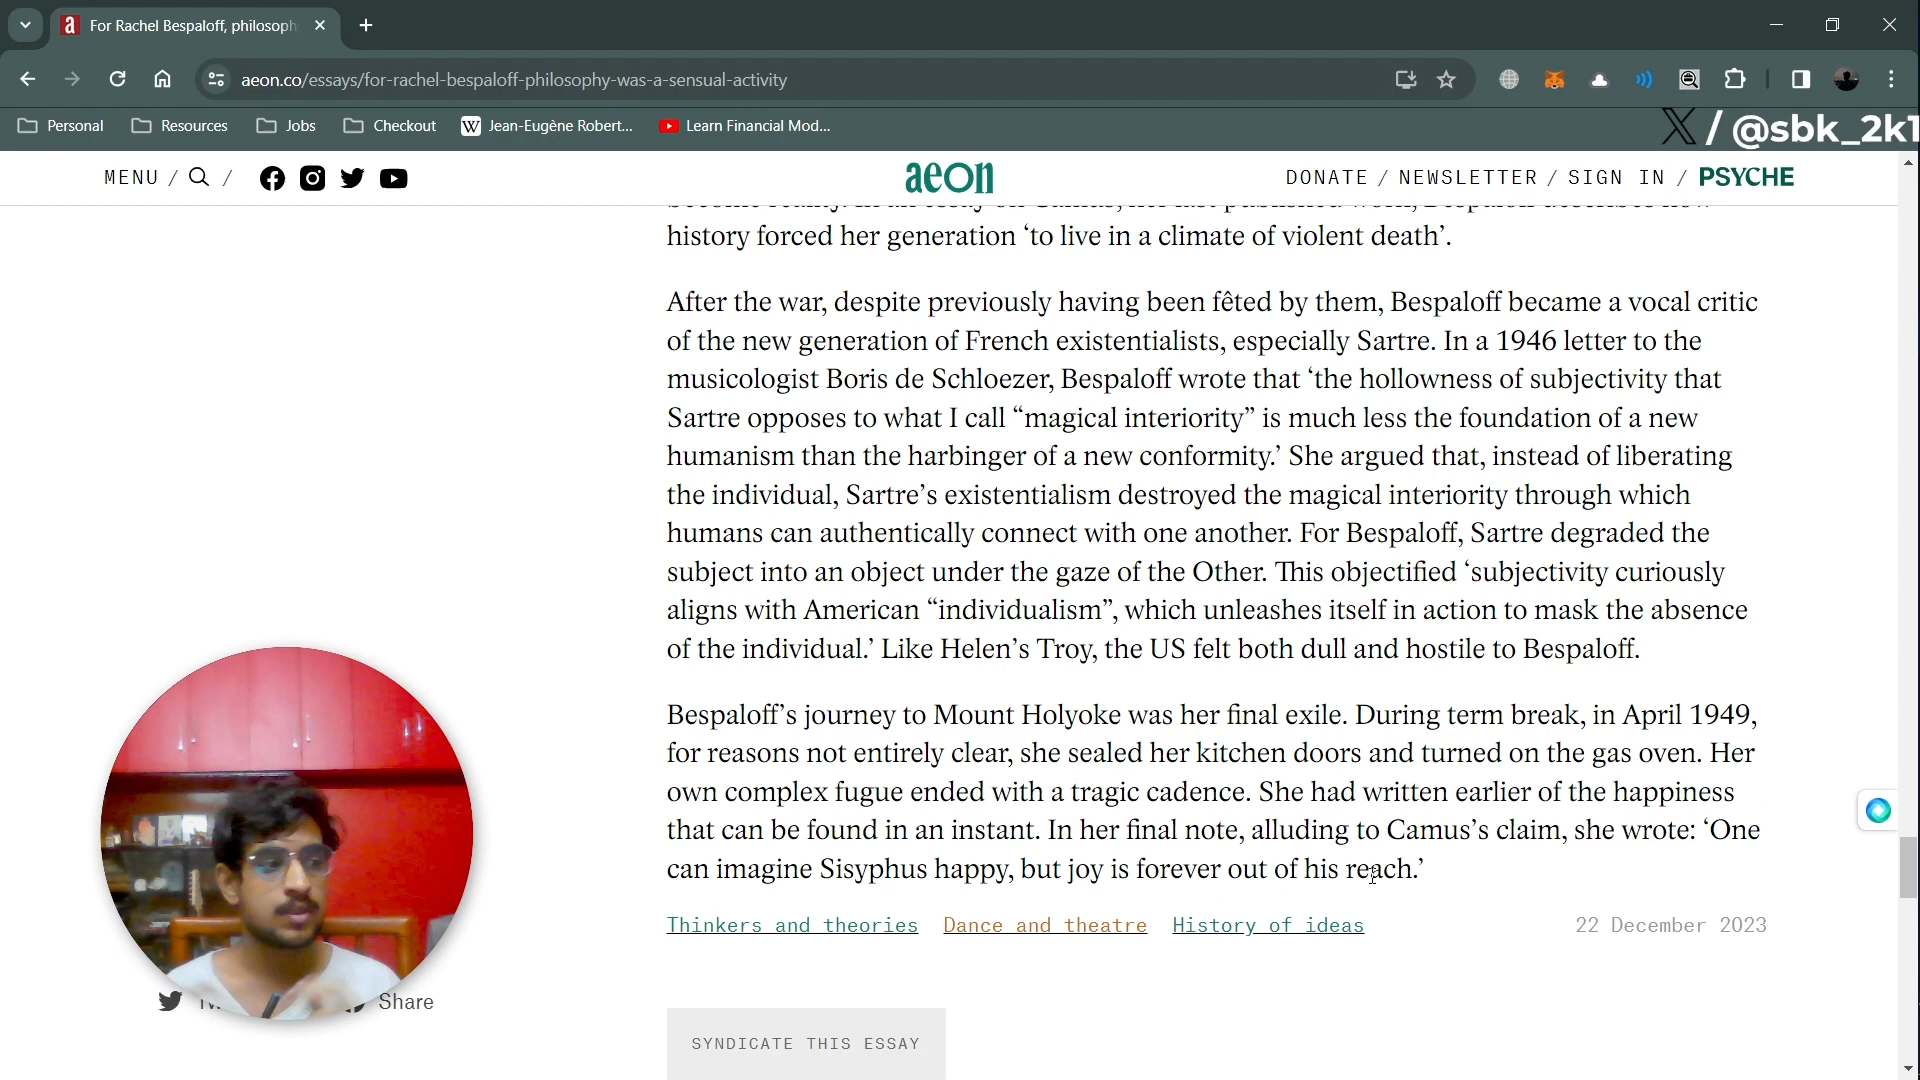 For Rachel Bespaloff, philosoph
aeon.co/essays/for-rachel-bespaloff-philosophy-was-a-sensual-activity
Personal Resources Jobs Checkout Jean-Eugène Robert... Learn Financial Mod...
X / @sbk_2k1
MENU / / aeon DONATE / NEWSLETTER / SIGN IN / PSYCHE
history forced her generation ‘to live in a climate of violent death’.
After the war, despite previously having been fêted by them, Bespaloff became a vocal critic
of the new generation of French existentialists, especially Sartre. In a 1946 letter to the
musicologist Boris de Schloezer, Bespaloff wrote that ‘the hollowness of subjectivity that
Sartre opposes to what I call “magical interiority” is much less the foundation of a new
humanism than the harbinger of a new conformity.’ She argued that, instead of liberating
the individual, Sartre’s existentialism destroyed the magical interiority through which
humans can authentically connect with one another. For Bespaloff, Sartre degraded the
subject into an object under the gaze of the Other. This objectified ‘subjectivity curiously
aligns with American “individualism”, which unleashes itself in action to mask the absence
of the individual.’ Like Helen’s Troy, the US felt both dull and hostile to Bespaloff.
Bespaloff’s journey to Mount Holyoke was her final exile. During term break, in April 1949,
for reasons not entirely clear, she sealed her kitchen doors and turned on the gas oven. Her
own complex fugue ended with a tragic cadence. She had written earlier of the happiness
that can be found in an instant. In her final note, alluding to Camus’s claim, she wrote: ‘One
can imagine Sisyphus happy, but joy is forever out of his reach.’
Thinkers and theories Dance and theatre History of ideas 22 December 2023
Share
SYNDICATE THIS ESSAY